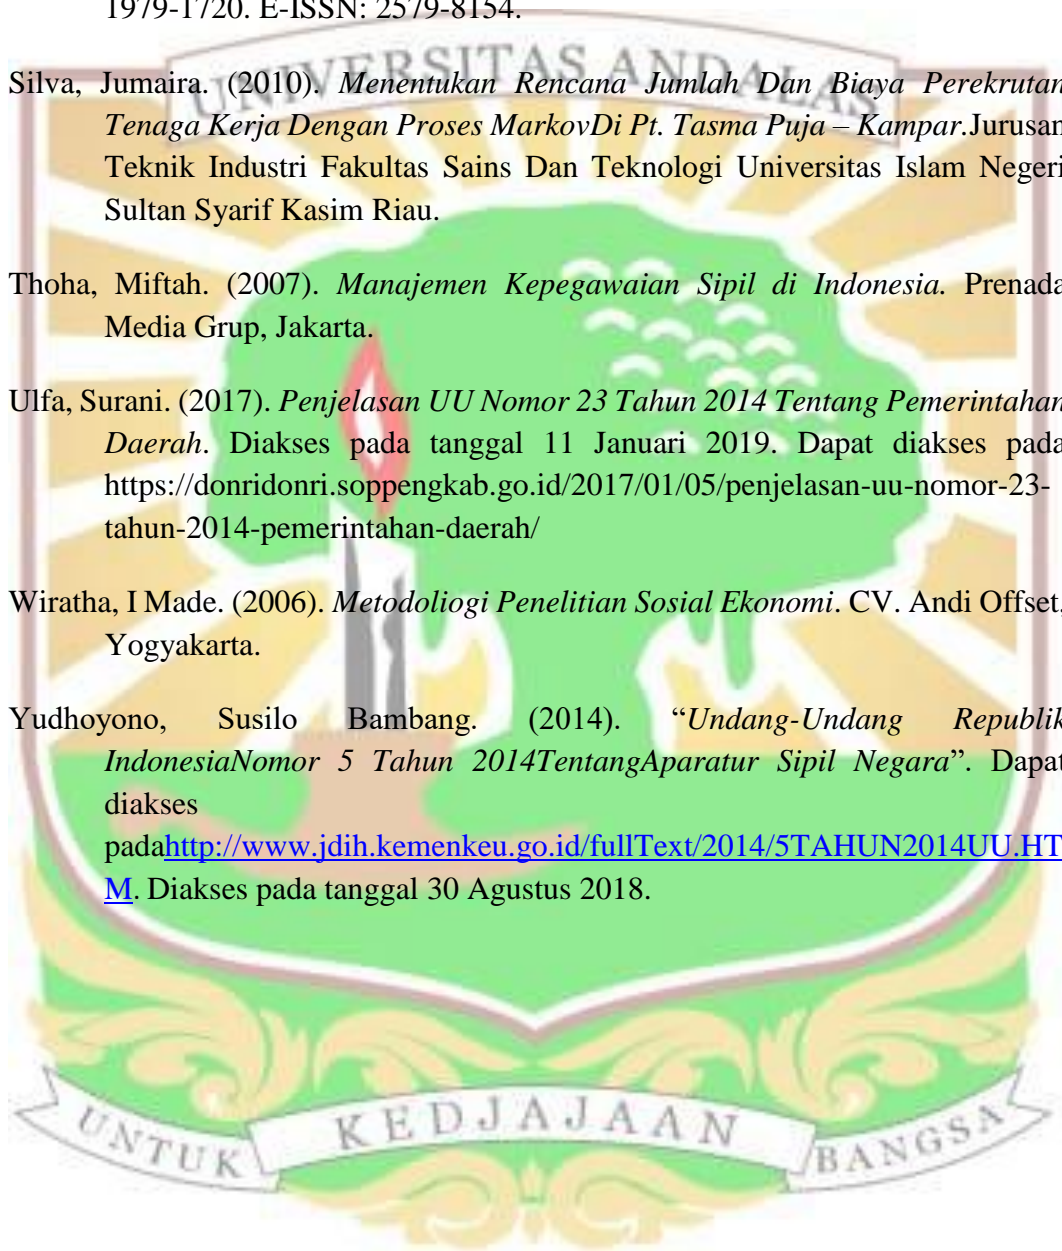 1979-1720. E-ISSN: 2579-8154.
UNIVERSITAS ANDALAS
Silva, Jumaira. (2010). Menentukan Rencana Jumlah Dan Biaya Perekrutan
Tenaga Kerja Dengan Proses MarkovDi Pt. Tasma Puja – Kampar.Jurusan
Teknik Industri Fakultas Sains Dan Teknologi Universitas Islam Negeri
Sultan Syarif Kasim Riau.
Thoha, Miftah. (2007). Manajemen Kepegawaian Sipil di Indonesia. Prenada
Media Grup, Jakarta.
Ulfa, Surani. (2017). Penjelasan UU Nomor 23 Tahun 2014 Tentang Pemerintahan
Daerah. Diakses pada tanggal 11 Januari 2019. Dapat diakses pada
https://donridonri.soppengkab.go.id/2017/01/05/penjelasan-uu-nomor-23-
tahun-2014-pemerintahan-daerah/
Wiratha, I Made. (2006). Metodoliogi Penelitian Sosial Ekonomi. CV. Andi Offset,
Yogyakarta.
Yudhoyono, Susilo Bambang. (2014). “Undang-Undang Republik
IndonesiaNomor 5 Tahun 2014TentangAparatur Sipil Negara”. Dapat
diakses
padahttp://www.jdih.kemenkeu.go.id/fullText/2014/5TAHUN2014UU.HT
M. Diakses pada tanggal 30 Agustus 2018.
UNTUK KEDJAJAAN BANGSA